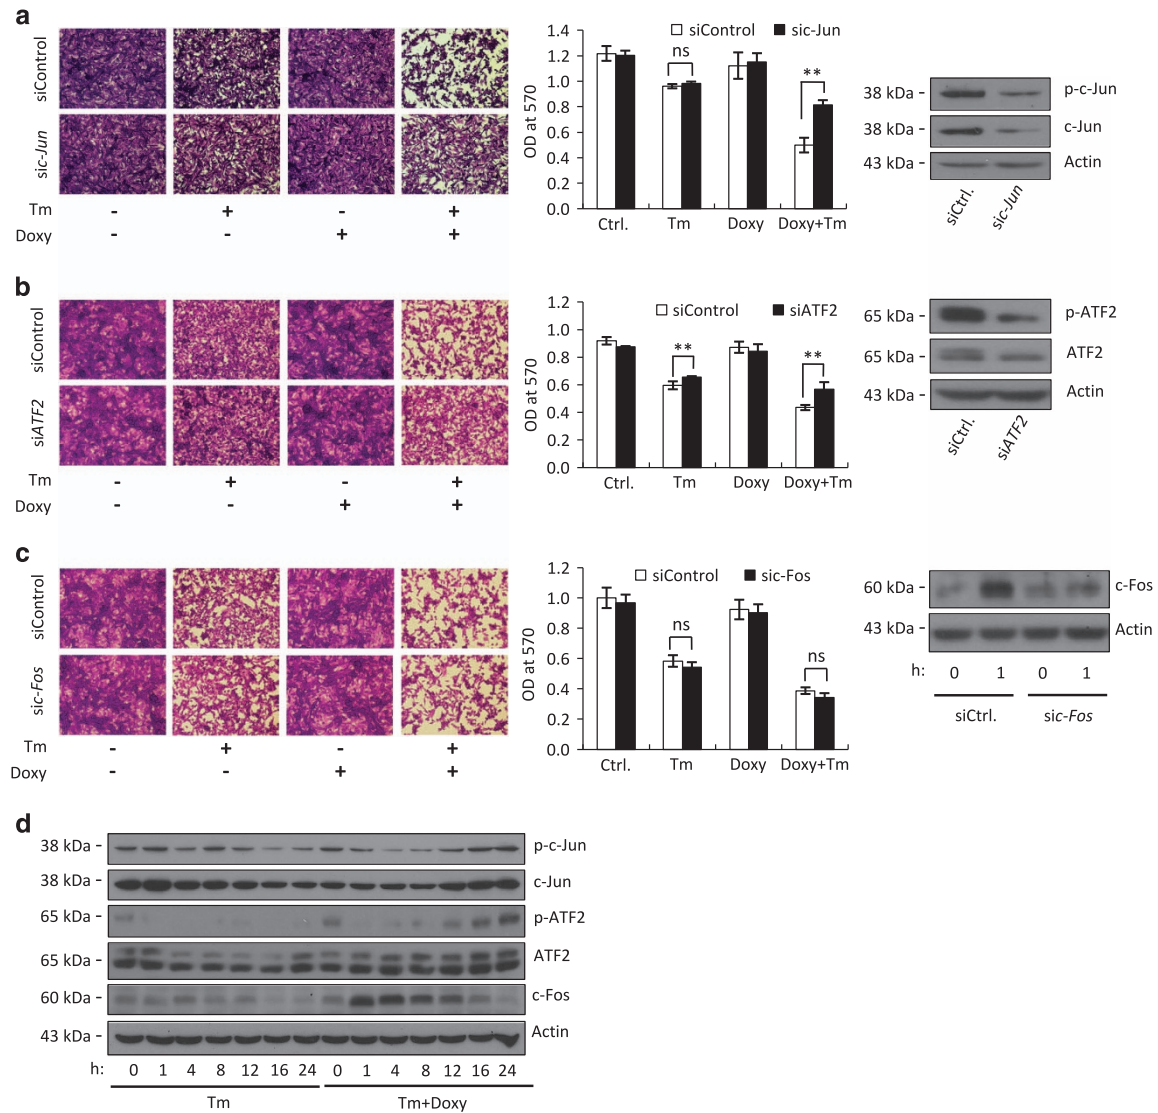 a
siControl
sic-Jun
Tm - + - +
Doxy - - + +
OD at 570
1.4
1.2
1.0
0.8
0.6
0.4
0.2
0.0
siControl sic-Jun
ns
**
Ctrl. Tm Doxy Doxy+Tm
38 kDa - p-c-Jun
38 kDa - c-Jun
43 kDa - Actin
siCtrl. sic-Jun
b
siControl
siATF2
Tm - + - +
Doxy - - + +
OD at 570
1.2
1.0
0.8
0.6
0.4
0.2
0.0
siControl siATF2
**
**
Ctrl. Tm Doxy Doxy+Tm
65 kDa - p-ATF2
65 kDa - ATF2
43 kDa - Actin
siCtrl. siATF2
c
siControl
sic-Fos
Tm - + - +
Doxy - - + +
OD at 570
1.2
1.0
0.8
0.6
0.4
0.2
0.0
siControl sic-Fos
ns
ns
Ctrl. Tm Doxy Doxy+Tm
60 kDa - c-Fos
43 kDa - Actin
h: 0 1 0 1
siCtrl. sic-Fos
d
38 kDa - p-c-Jun
38 kDa - c-Jun
65 kDa - p-ATF2
65 kDa - ATF2
60 kDa - c-Fos
43 kDa - Actin
h: 0 1 4 8 12 16 24 0 1 4 8 12 16 24
Tm Tm+Doxy